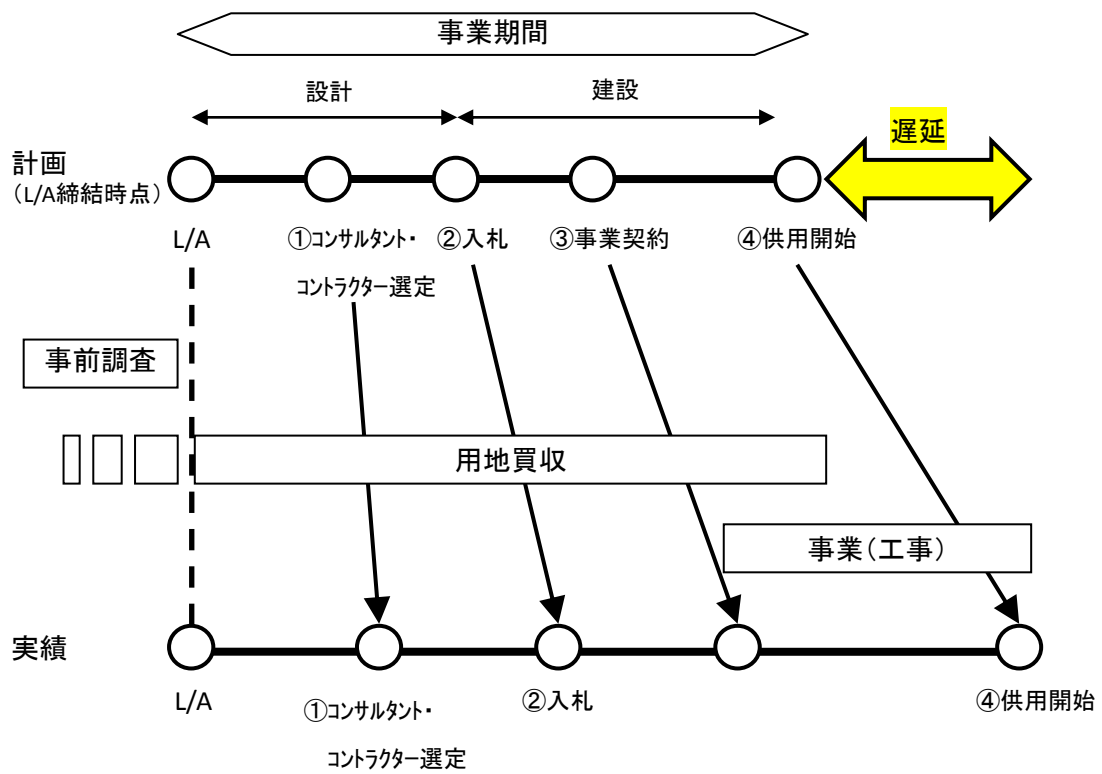 事業期間
設計
建設
遅延
計画
（L/A締結時点）
L/A
①コンサルタント・
コントラクター選定
②入札
③事業契約
④供用開始
事前調査
用地買収
事業（工事）
実績
L/A
①コンサルタント・
コントラクター選定
②入札
④供用開始